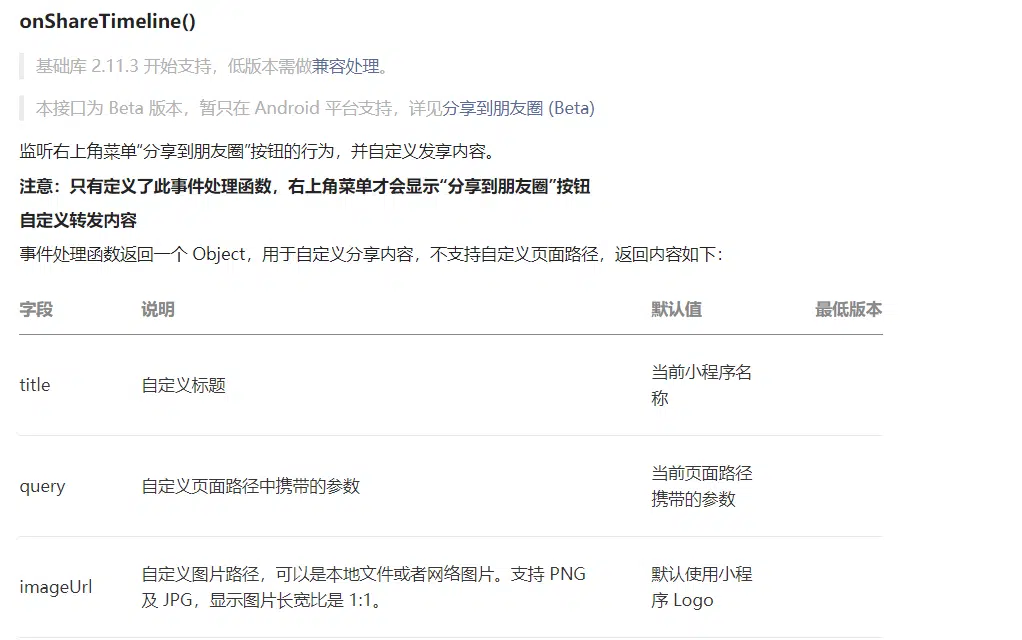 onShareTimeline()
基础库 2.11.3 开始支持，低版本需做兼容处理。
本接口为 Beta 版本，暂只在 Android 平台支持，详见分享到朋友圈 (Beta)
监听右上角菜单“分享到朋友圈”按钮的行为，并自定义发享内容。
注意：只有定义了此事件处理函数，右上角菜单才会显示“分享到朋友圈”按钮
自定义转发内容
事件处理函数返回一个 Object，用于自定义分享内容，不支持自定义页面路径，返回内容如下：
字段 说明 默认值 最低版本
title 自定义标题 当前小程序名
称
query 自定义页面路径中携带的参数 当前页面路径
携带的参数
imageUrl 自定义图片路径，可以是本地文件或者网络图片。支持 PNG 默认使用小程
及 JPG，显示图片长宽比是 1:1。 序 Logo